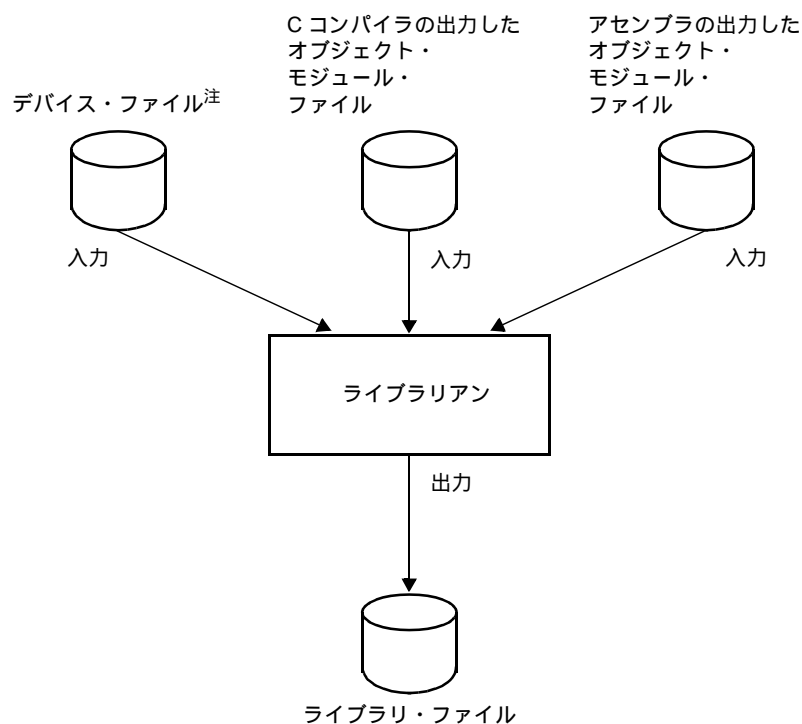 デバイス・ファイル注
C コンパイラの出力した
オブジェクト・
モジュール・
ファイル
アセンブラの出力した
オブジェクト・
モジュール・
ファイル
入力
入力
入力
ライブラリアン
出力
ライブラリ・ファイル